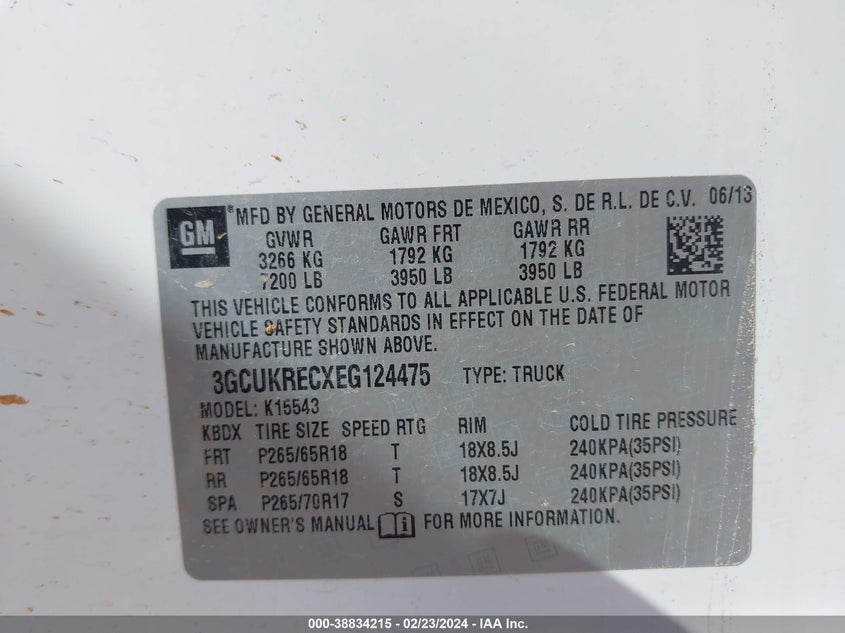 GM ® MFD BY GENERAL MOTORS DE MEXICO, S. DE R.L. DE C.V. 06/13
GVWR GAWR FRT GAWR RR
3266 KG 1792 KG 1792 KG
7200 LB 3950 LB 3950 LB
THIS VEHICLE CONFORMS TO ALL APPLICABLE U.S. FEDERAL MOTOR
VEHICLE SAFETY STANDARDS IN EFFECT ON THE DATE OF
MANUFACTURE SHOWN ABOVE.
3GCUKRECXEG124475 TYPE: TRUCK
MODEL: K15543
KBDX TIRE SIZE SPEED RTG RIM COLD TIRE PRESSURE
FRT P265/65R18 T 18X8.5J 240KPA(35PSI)
RR P265/65R18 T 18X8.5J 240KPA(35PSI)
SPA P265/70R17 S 17X7J 240KPA(35PSI)
SEE OWNER'S MANUAL i FOR MORE INFORMATION.
000-38834215 - 02/23/2024 - IAA Inc.